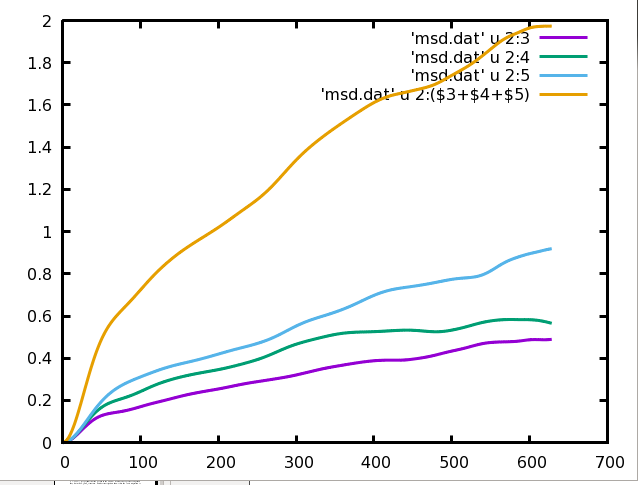 2
1.8
1.6
1.4
1.2
1
0.8
0.6
0.4
0.2
0
'msd.dat' u 2:3
'msd.dat' u 2:4
'msd.dat' u 2:5
'msd.dat' u 2:($3+$4+$5)
0 100 200 300 400 500 600 700